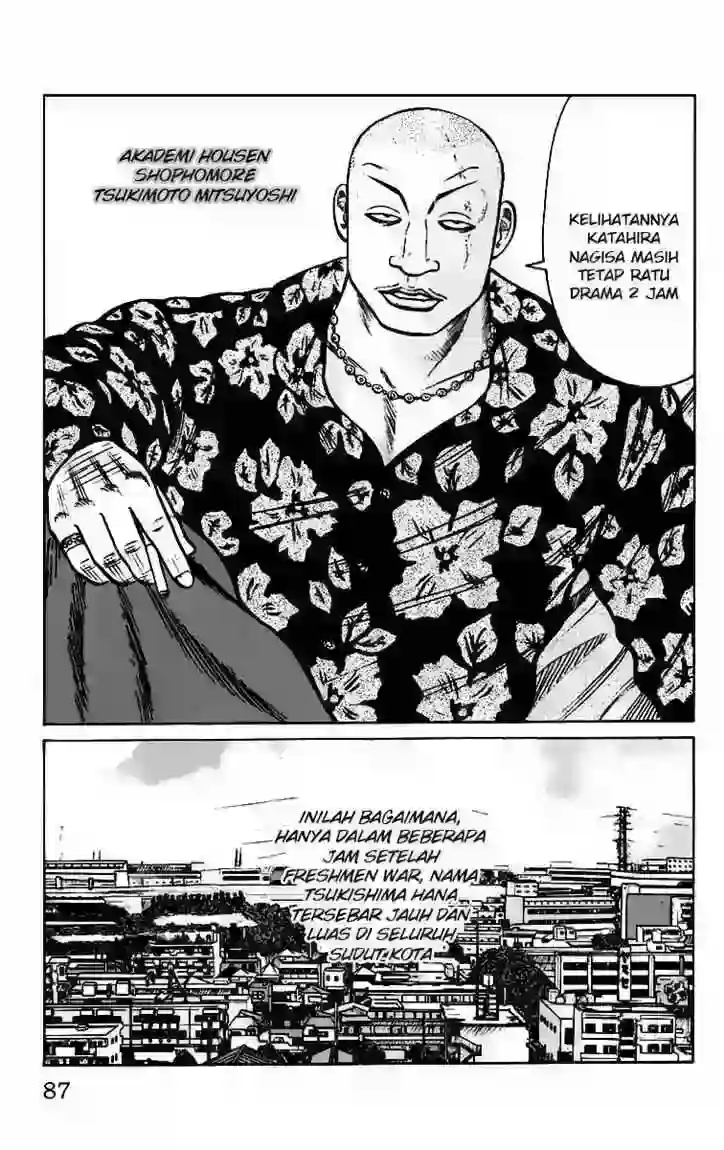 AKADEMI HOUSEN
SHOPHOMORE
TSUKIMOTO MITSUYOSHI
KELIHATANNYA
KATAHIRA
NAGISA MASIH
TETAP RATU
DRAMA 2 JAM
INILAH BAGAIMANA,
HANYA DALAM BEBERAPA
JAM SETELAH
FRESHMEN WAR, NAMA
TSUKISHIMA HANA
TERSEBAR JAUH DAN
LUAS DI SELURUH
SUDUT KOTA
87